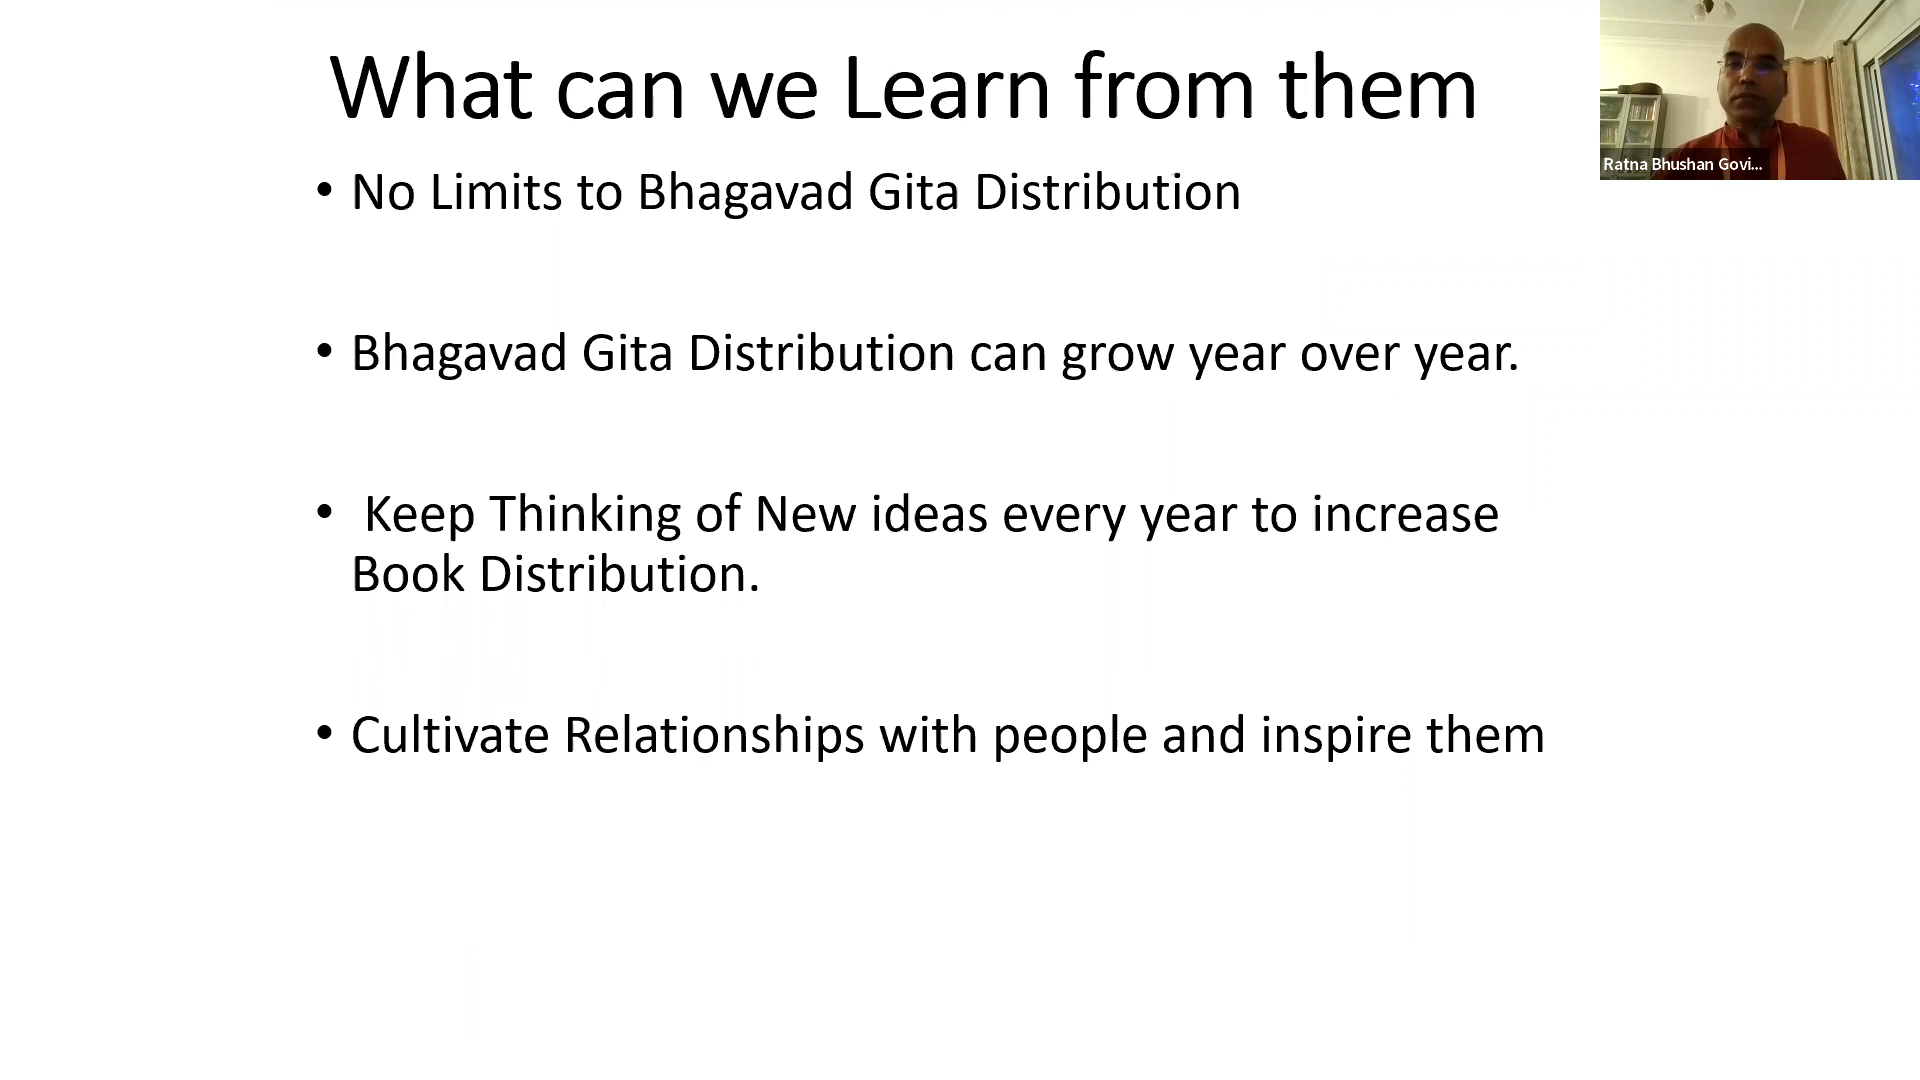 What can we Learn from them
Ratna Bhushan Govi...
• No Limits to Bhagavad Gita Distribution
• Bhagavad Gita Distribution can grow year over year.
• Keep Thinking of New ideas every year to increase
Book Distribution.
• Cultivate Relationships with people and inspire them